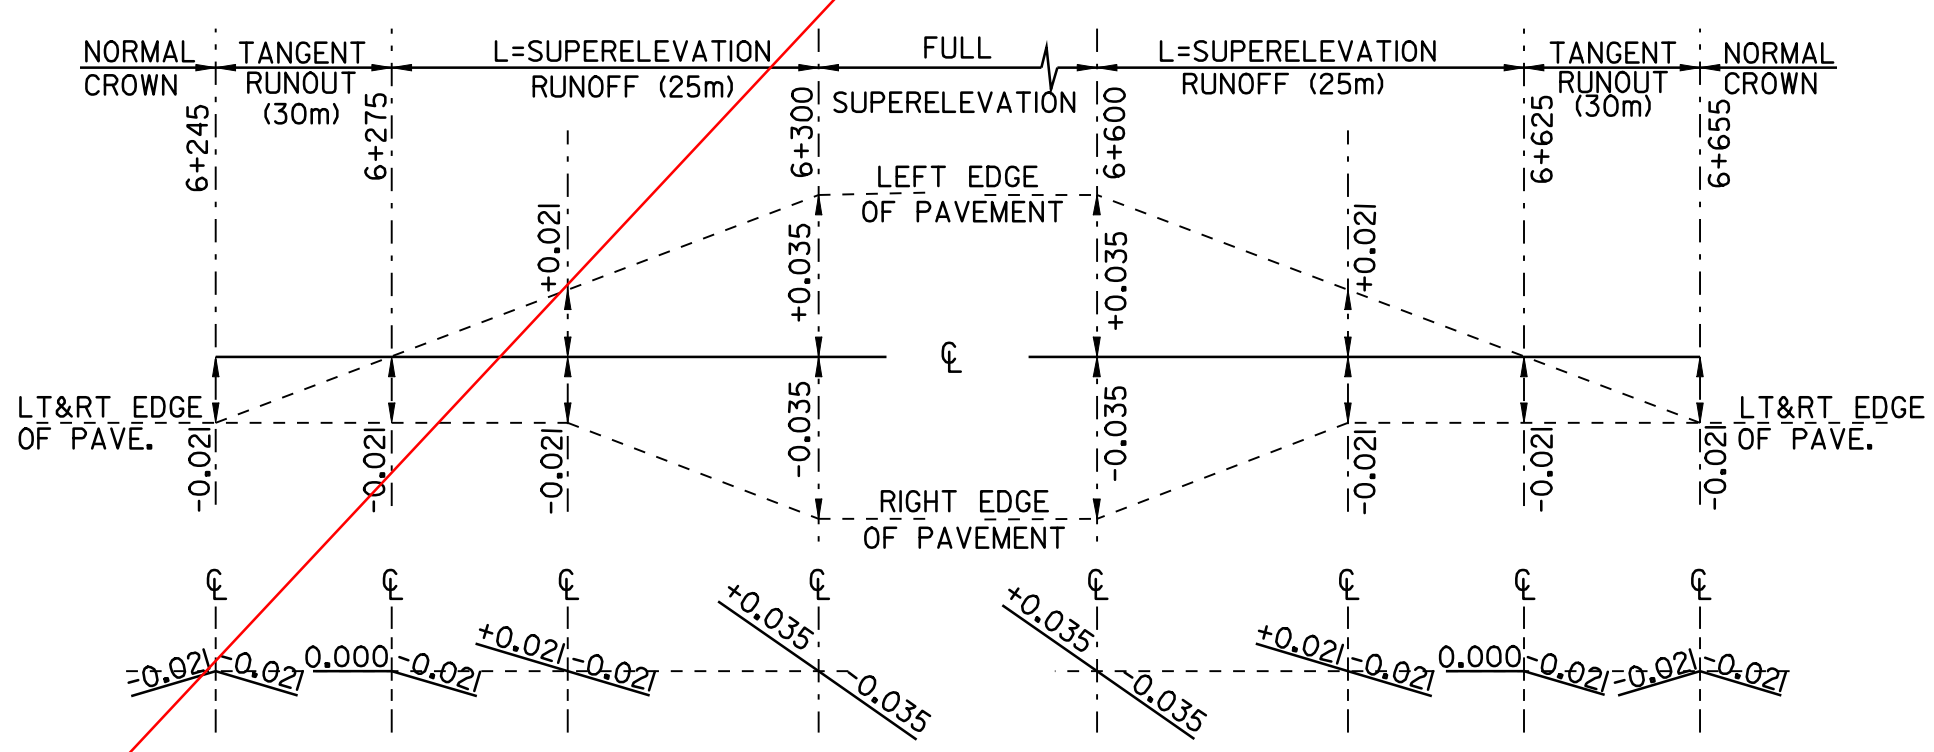 NORMAL
CROWN
TANGENT
RUNOUT
(30m)
L=SUPERELEVATION
RUNOFF (25m)
FULL
SUPERELEVATION
L=SUPERELEVATION
RUNOFF (25m)
TANGENT
RUNOUT
(30m)
NORMAL
CROWN
6+245
6+275
6+300
6+600
6+625
6+655
LEFT EDGE
OF PAVEMENT
+0.021
+0.035
+0.035
+0.021
℄
LT&RT EDGE
OF PAVE.
-0.021
-0.021
-0.021
-0.035
-0.035
-0.021
-0.021
-0.021
LT&RT EDGE
OF PAVE.
RIGHT EDGE
OF PAVEMENT
℄ ℄ ℄ ℄ ℄ ℄ ℄ ℄
-0.021 -0.021
0.000 -0.021
+0.021 -0.021
+0.035 -0.035
+0.035 -0.035
+0.021 -0.021
0.000 -0.021
-0.021 -0.021